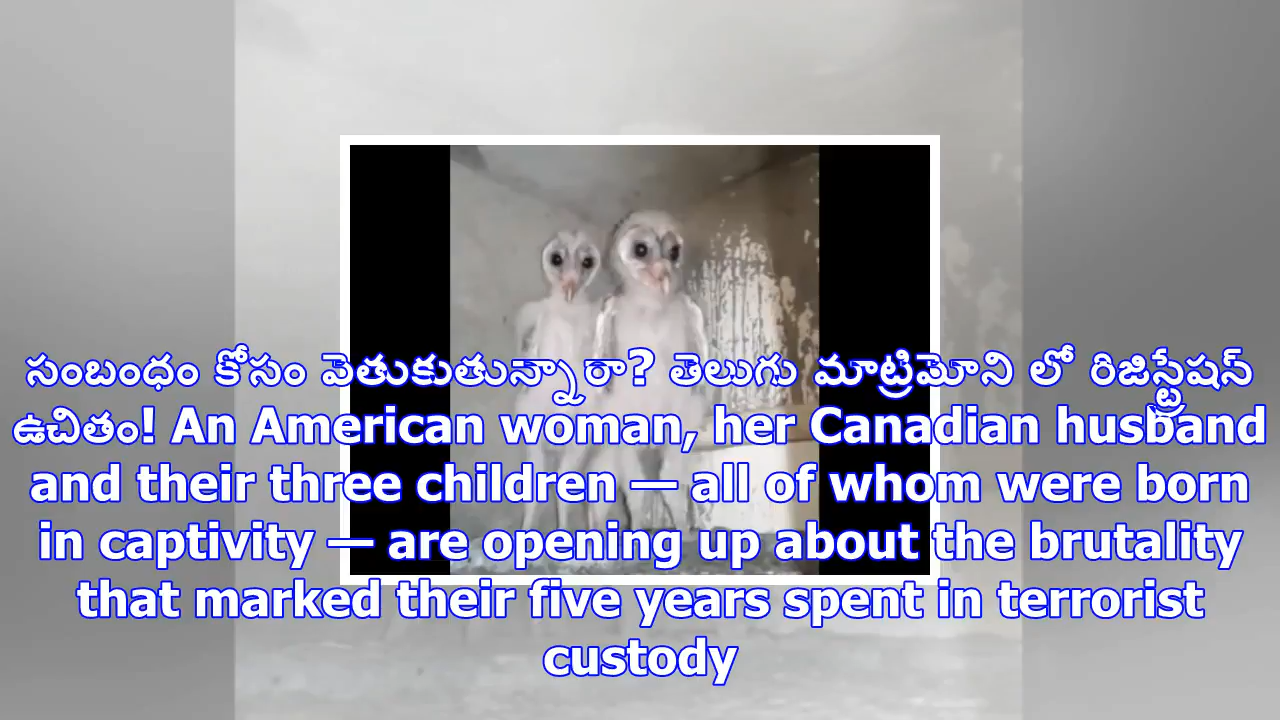 సంబంధం కోసం వెతుకుతున్నారా? తెలుగు మాట్రిమోని లో రిజిస్ట్రేషన్
ఉచితం! An American woman, her Canadian husband
and their three children — all of whom were born
in captivity — are opening up about the brutality
that marked their five years spent in terrorist
custody